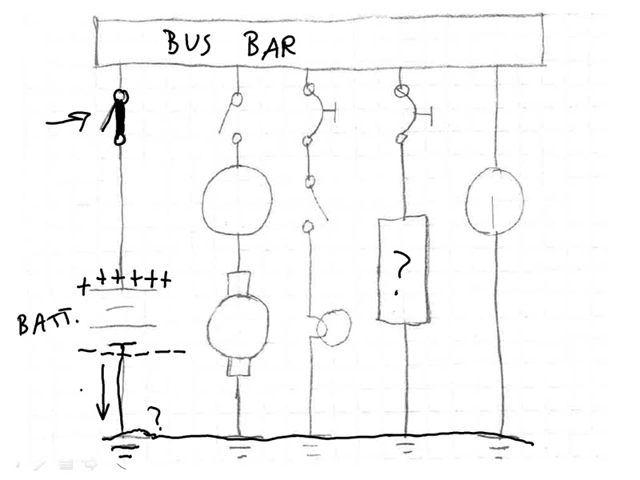 BUS BAR
+ + + + + +
?
BATT.
- - - - - -
?